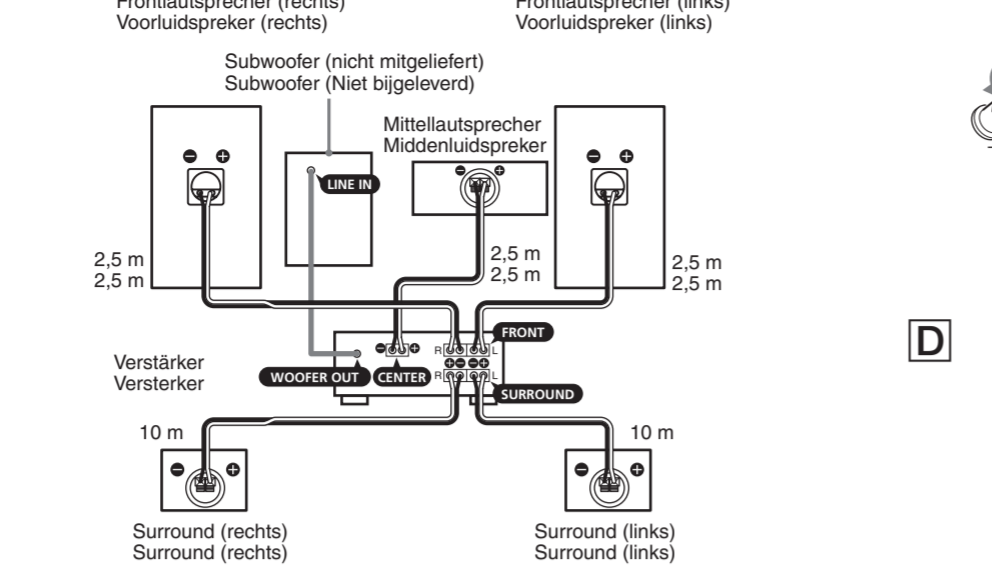 Frontlautsprecher (rechts)
Voorluidspreker (rechts)
Frontlautsprecher (links)
Voorluidspreker (links)
Subwoofer (nicht mitgeliefert)
Subwoofer (Niet bijgeleverd)
Mittellautsprecher
Middenluidspreker
LINE IN
2,5 m
2,5 m
2,5 m
2,5 m
2,5 m
2,5 m
FRONT
R L
Verstärker
Versterker
WOOFER OUT
CENTER
R L
SURROUND
10 m
10 m
Surround (rechts)
Surround (rechts)
Surround (links)
Surround (links)
D